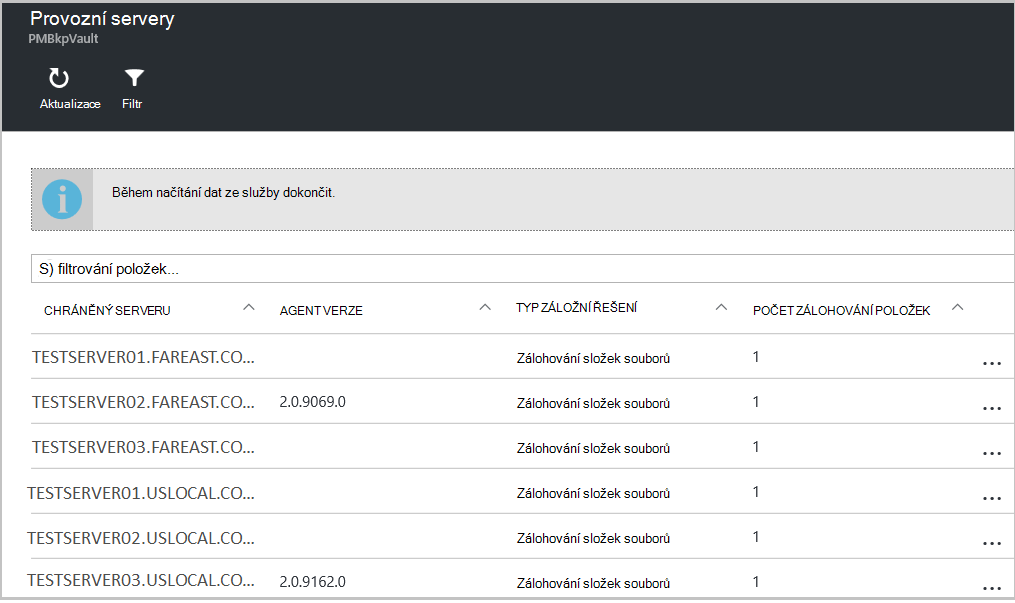 Provozní servery
PMBkpVault
Aktualizace Filtr
Během načítání dat ze služby dokončit.
S) filtrování položek...
CHRÁNĚNÝ SERVERU AGENT VERZE TYP ZÁLOŽNÍ ŘEŠENÍ POČET ZÁLOHOVÁNÍ POLOŽEK
TESTSERVER01.FAREAST.CO... Zálohování složek souborů 1 ...
TESTSERVER02.FAREAST.CO... 2.0.9069.0 Zálohování složek souborů 1 ...
TESTSERVER03.FAREAST.CO... Zálohování složek souborů 1 ...
TESTSERVER01.USLOCAL.CO... Zálohování složek souborů 1 ...
TESTSERVER02.USLOCAL.CO... Zálohování složek souborů 1 ...
TESTSERVER03.USLOCAL.CO... 2.0.9162.0 Zálohování složek souborů 1 ...